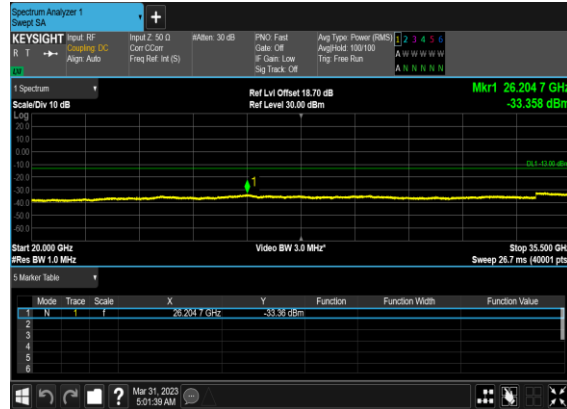 Spectrum Analyzer 1
Swept SA
+
KEYSIGHT Input: RF Input Z: 50 Ω #Atten: 30 dB PNO: Fast Avg Type: Power (RMS) 1 2 3 4 5 6
R T Coupling: DC Corr CCorr Gate: Off Avg|Hold: 100/100 A W W W W W
Align: Auto Freq Ref: Int (S) IF Gain: Low Trig: Free Run
Sig Track: Off A N N N N N
1 Spectrum Ref Lvl Offset 18.70 dB Mkr1 26.204 7 GHz
Scale/Div 10 dB Ref Level 30.00 dBm -33.358 dBm
Log
20.0
10.0
0.00
-10.0 DL1 -13.00 dBm
-20.0
-30.0 1
-40.0
-50.0
-60.0
Start 20.000 GHz Video BW 3.0 MHz* Stop 35.500 GHz
#Res BW 1.0 MHz Sweep 26.7 ms (40001 pts)
5 Marker Table
Mode Trace Scale X Y Function Function Width Function Value
1 N 1 f 26.204 7 GHz -33.36 dBm
2
3
4
5
6
? Mar 31, 2023
5:01:39 AM